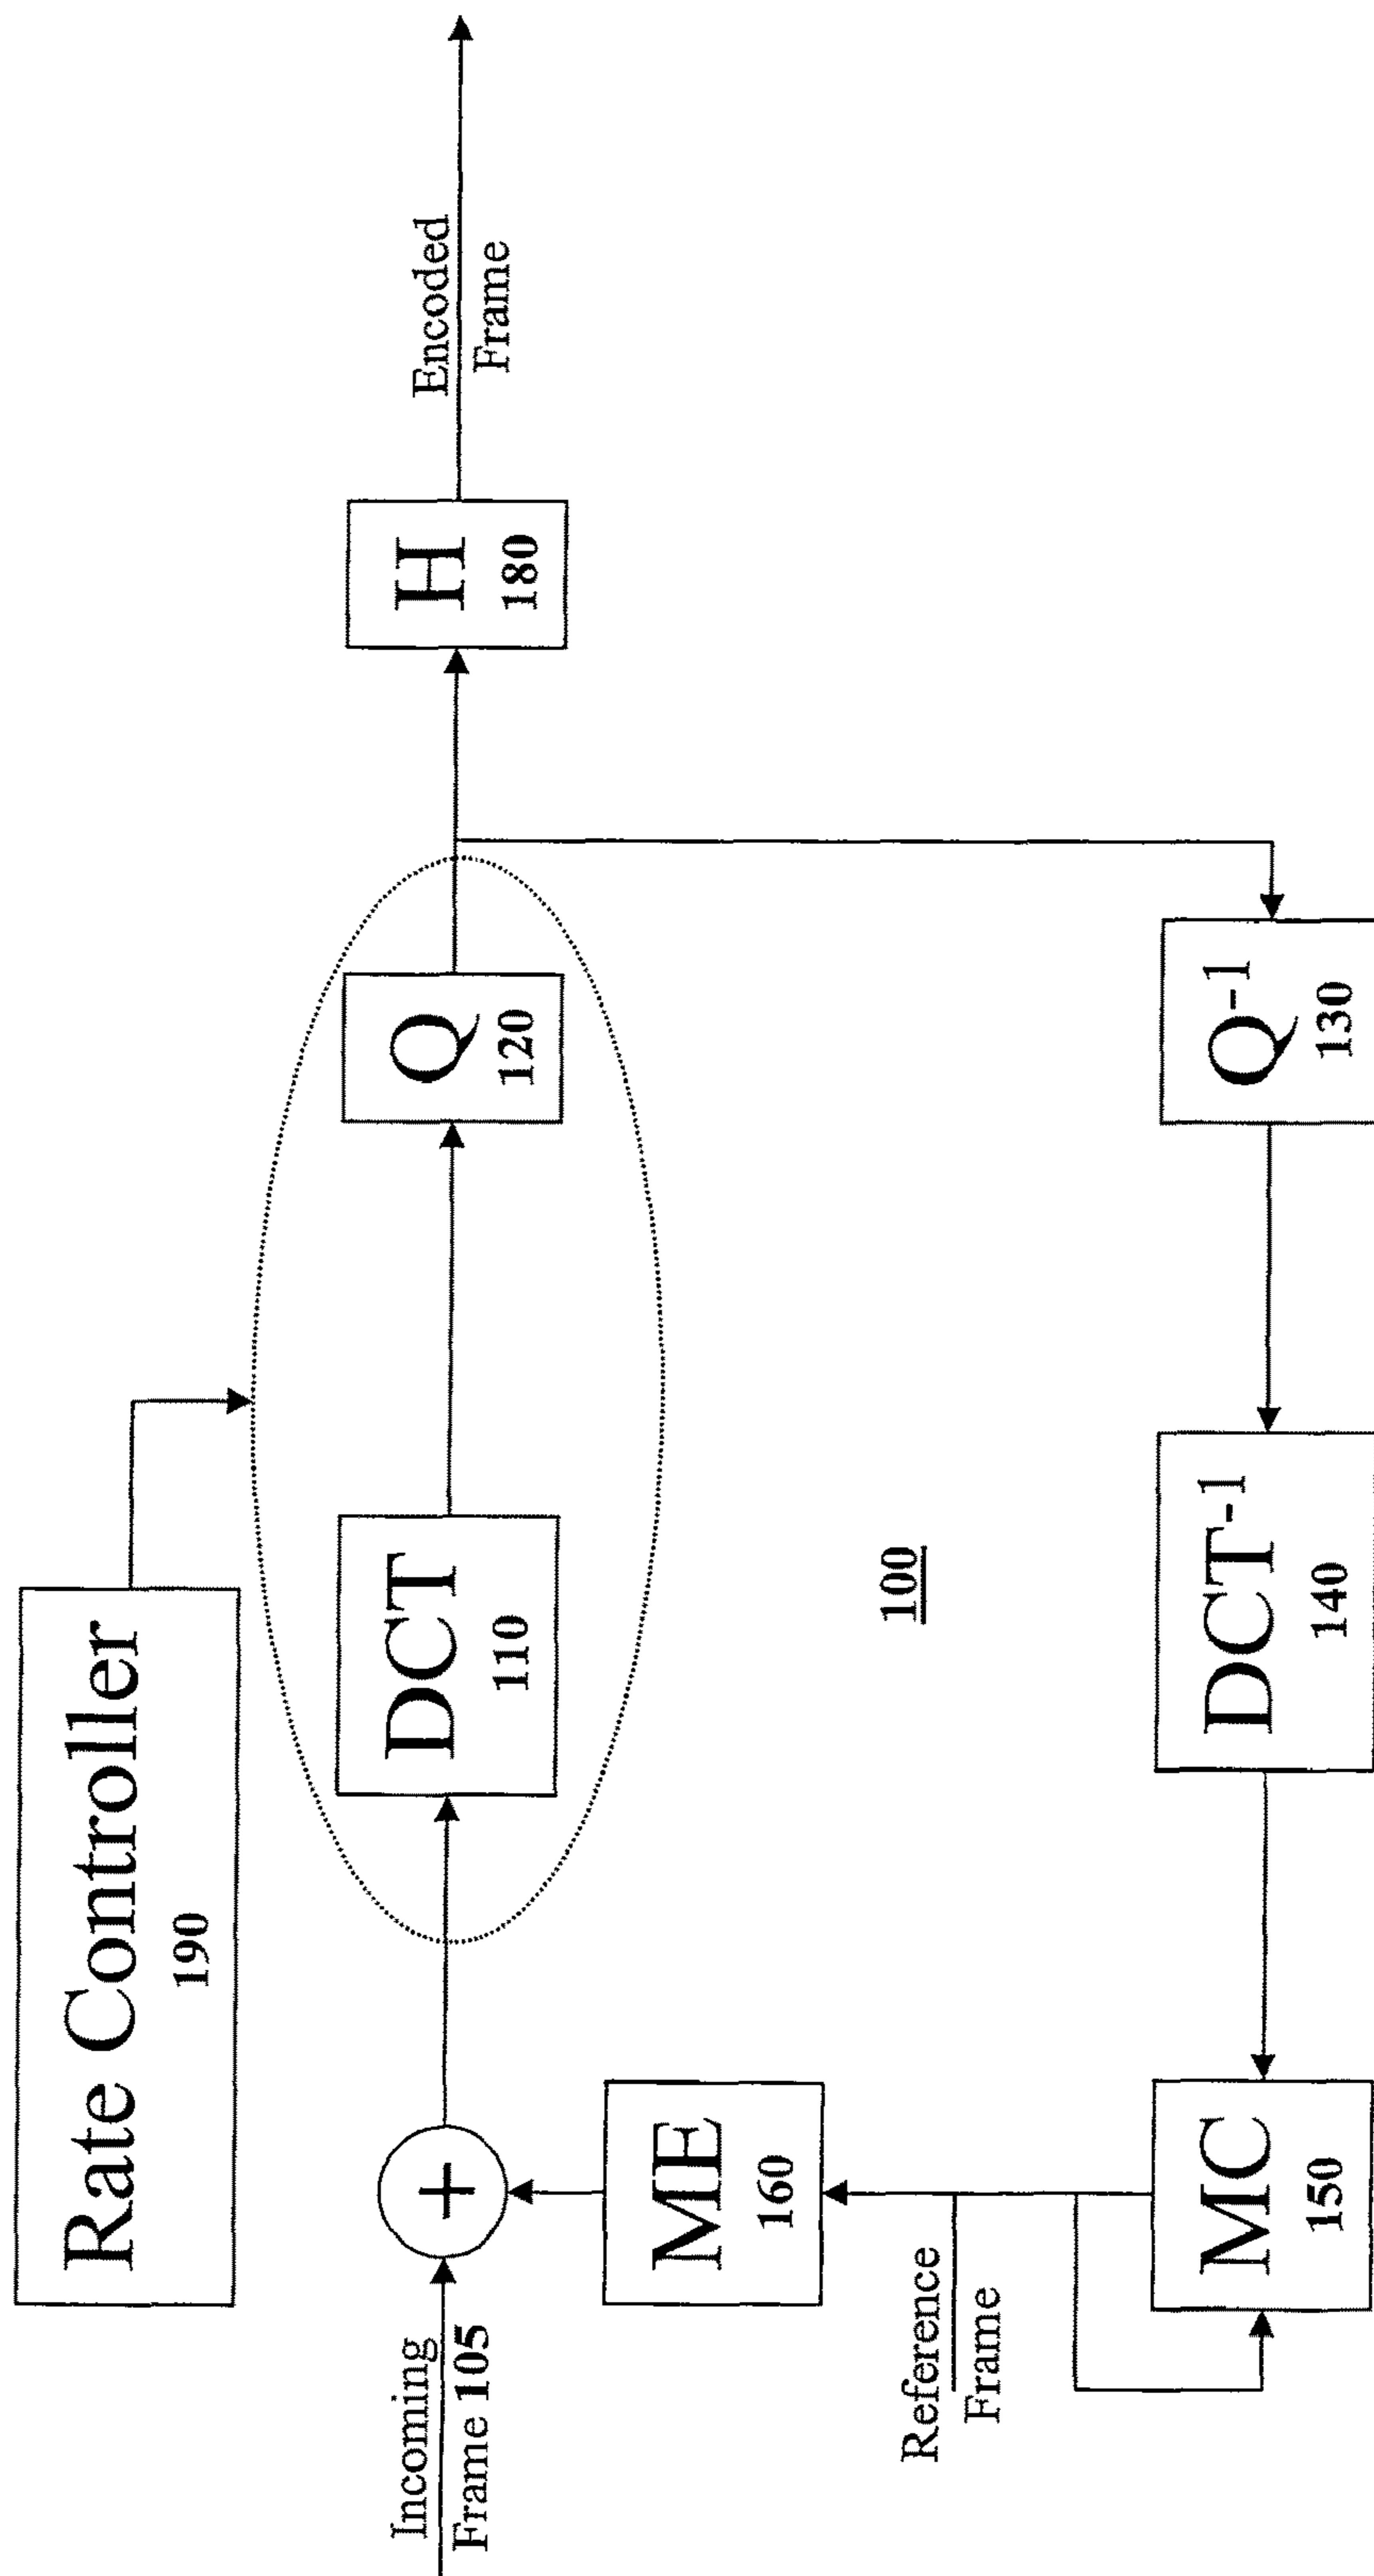 Rate Controller
190
Incoming
Frame 105
+
DCT
110
Q
120
H
180
Encoded
Frame
ME
160
100
Reference
Frame
MC
150
DCT-1
140
Q-1
130